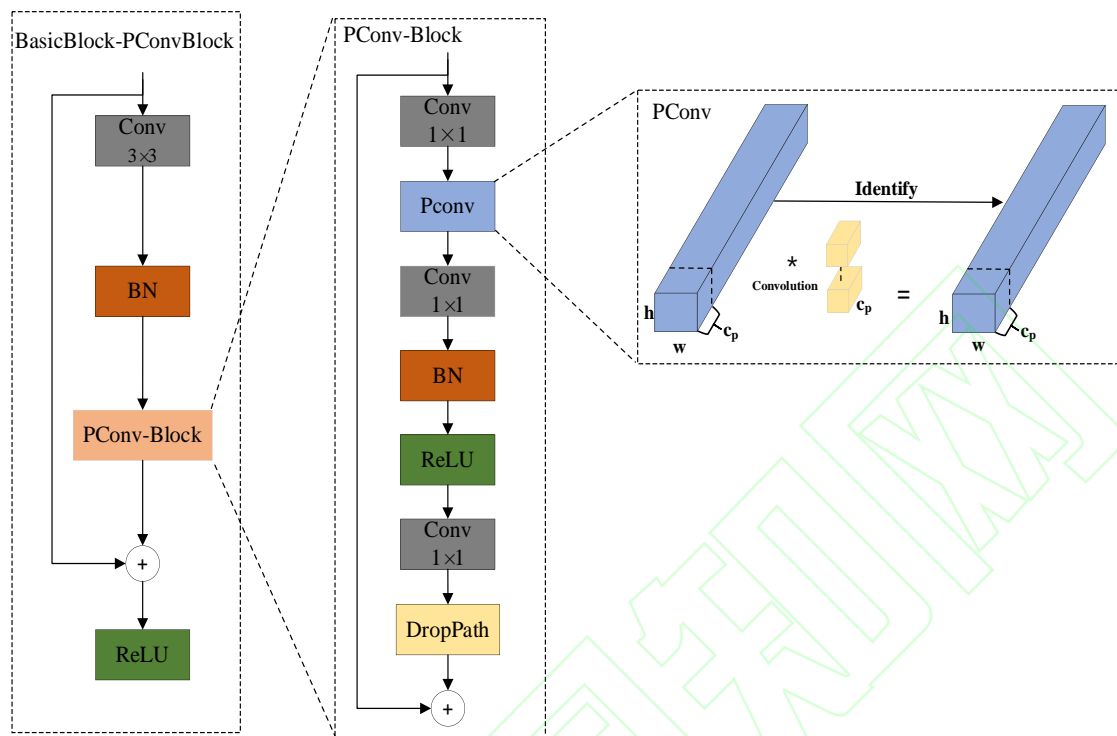 BasicBlock-PConvBlock
Conv
3×3
BN
PConv-Block
+
ReLU
PConv-Block
Conv
1×1
Pconv
Conv
1×1
BN
ReLU
Conv
1×1
DropPath
+
PConv
Identify
*
Convolution
cₚ
=
h
w
cₚ
h
w
cₚ